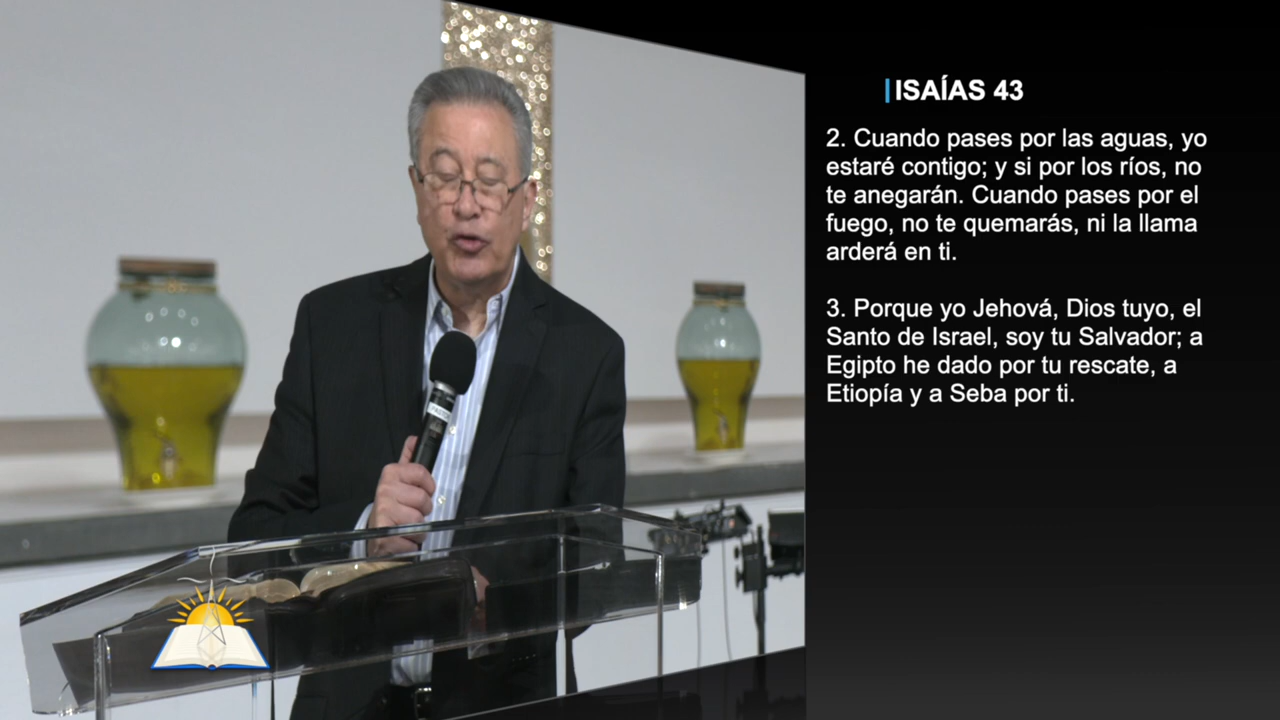 ISAÍAS 43
2. Cuando pases por las aguas, yo
estaré contigo; y si por los ríos, no
te anegarán. Cuando pases por el
fuego, no te quemarás, ni la llama
arderá en ti.
3. Porque yo Jehová, Dios tuyo, el
Santo de Israel, soy tu Salvador; a
Egipto he dado por tu rescate, a
Etiopía y a Seba por ti.